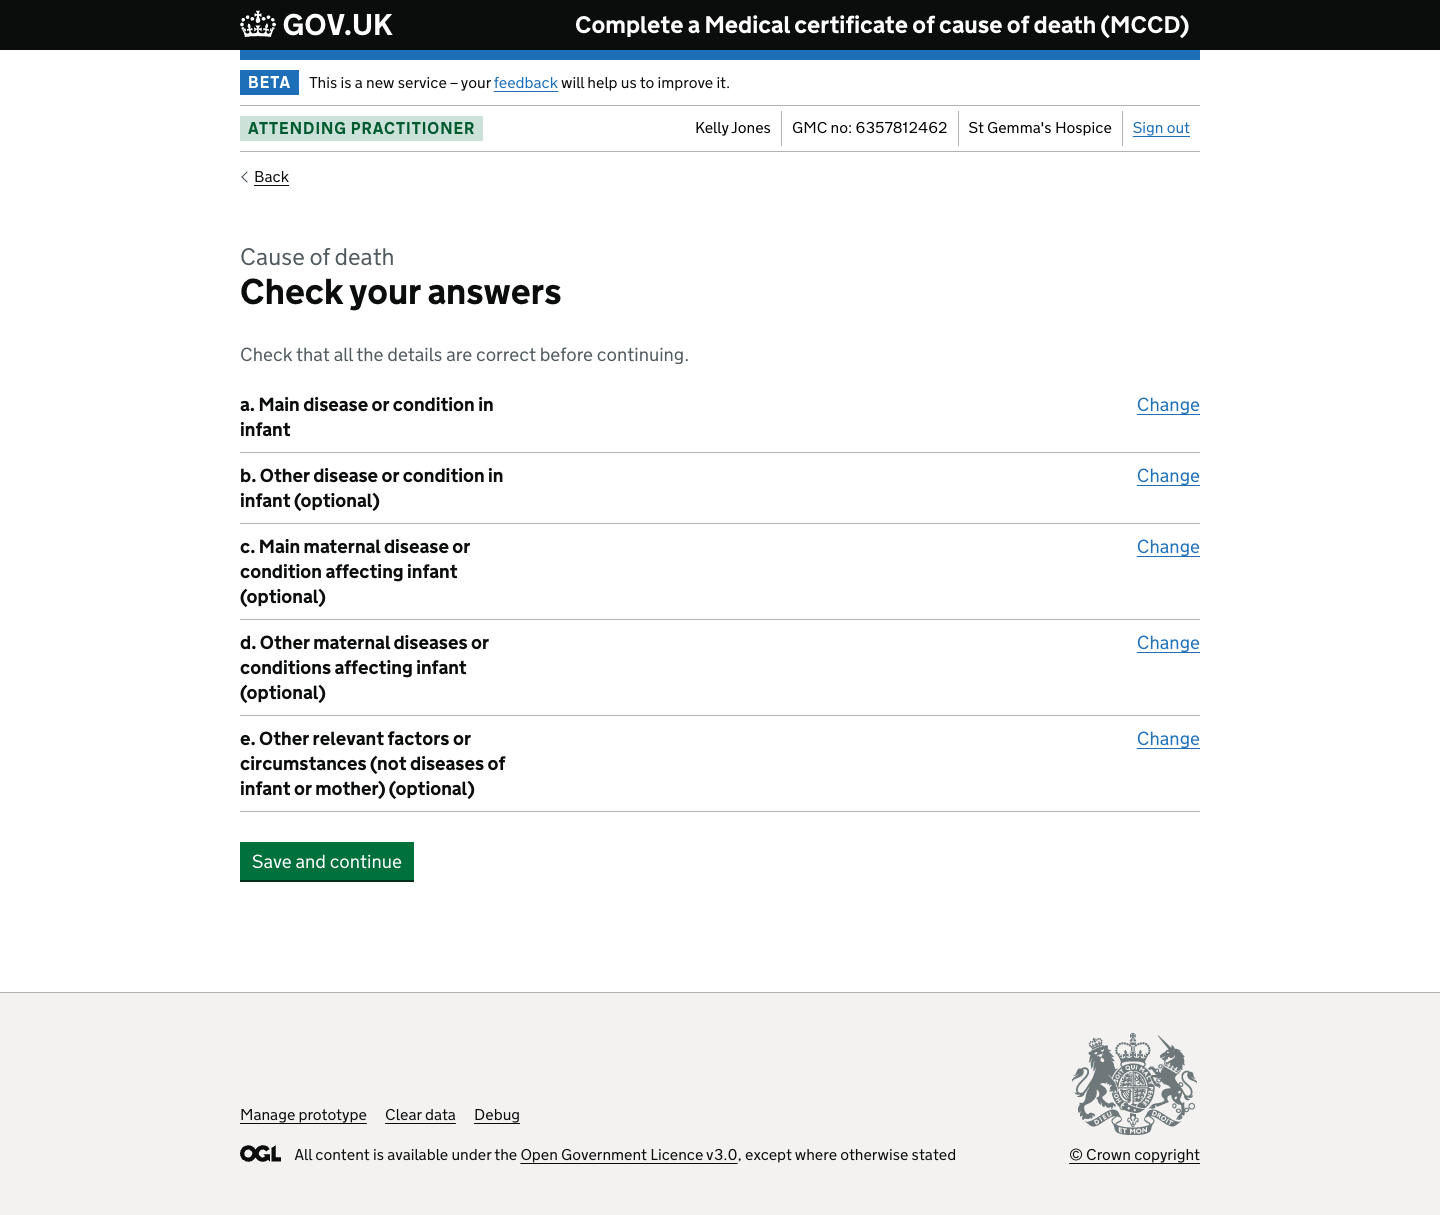 GOV.UK
Complete a Medical certificate of cause of death (MCCD)
BETA
This is a new service – your feedback will help us to improve it.
ATTENDING PRACTITIONER
Kelly Jones
GMC no: 6357812462
St Gemma's Hospice
Sign out
Back
Cause of death
Check your answers
Check that all the details are correct before continuing.
a. Main disease or condition in
infant
Change
b. Other disease or condition in
infant (optional)
Change
c. Main maternal disease or
condition affecting infant
(optional)
Change
d. Other maternal diseases or
conditions affecting infant
(optional)
Change
e. Other relevant factors or
circumstances (not diseases of
infant or mother) (optional)
Change
Save and continue
Manage prototype
Clear data
Debug
OGL
All content is available under the Open Government Licence v3.0, except where otherwise stated
DIEU ET MON DROIT
© Crown copyright